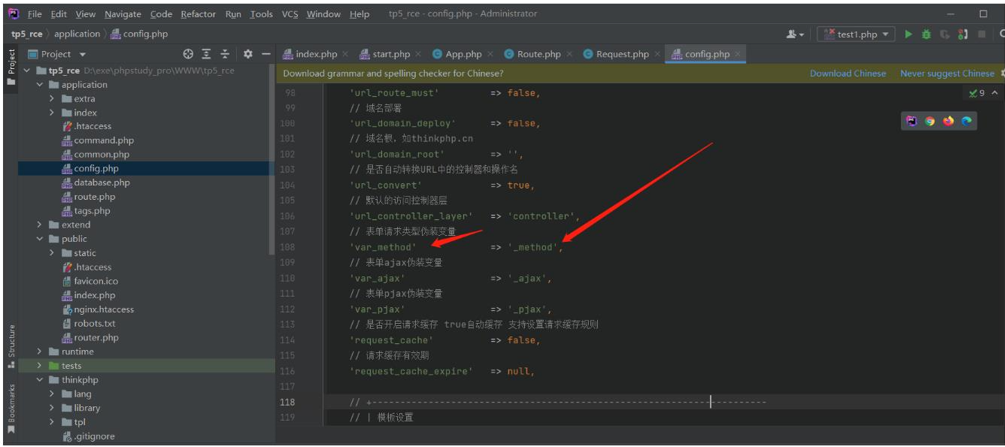 File Edit View Navigate Code Refactor Run Tools VCS Window Help tp5_rce - config.php - Administrator
tp5_rce application config.php test1.php
Project
Project
index.php start.php App.php Route.php Request.php config.php
tp5_rce D:\exe\phpstudy_pro\WWW\tp5_rce
application
extra
index
.htaccess
command.php
common.php
config.php
database.php
route.php
tags.php
extend
public
static
.htaccess
favicon.ico
index.php
nginx.htaccess
robots.txt
router.php
runtime
tests
thinkphp
lang
library
tpl
.gitignore
Structure
Bookmarks
Download grammar and spelling checker for Chinese? Download Chinese Never suggest Chinese
9
98 'url_route_must' => false,
99 // 域名部署
100 'url_domain_deploy' => false,
101 // 域名根，如thinkphp.cn
102 'url_domain_root' => '',
103 // 是否自动转换URL中的控制器和操作名
104 'url_convert' => true,
105 // 默认的访问控制器层
106 'url_controller_layer' => 'controller',
107 // 表单请求类型伪装变量
108 'var_method' => '_method',
109 // 表单ajax伪装变量
110 'var_ajax' => '_ajax',
111 // 表单pjax伪装变量
112 'var_pjax' => '_pjax',
113 // 是否开启请求缓存 true自动缓存 支持设置请求缓存规则
114 'request_cache' => false,
115 // 请求缓存有效期
116 'request_cache_expire' => null,
117
118 // +----------------------------------------------------------------------
119 // | 模板设置